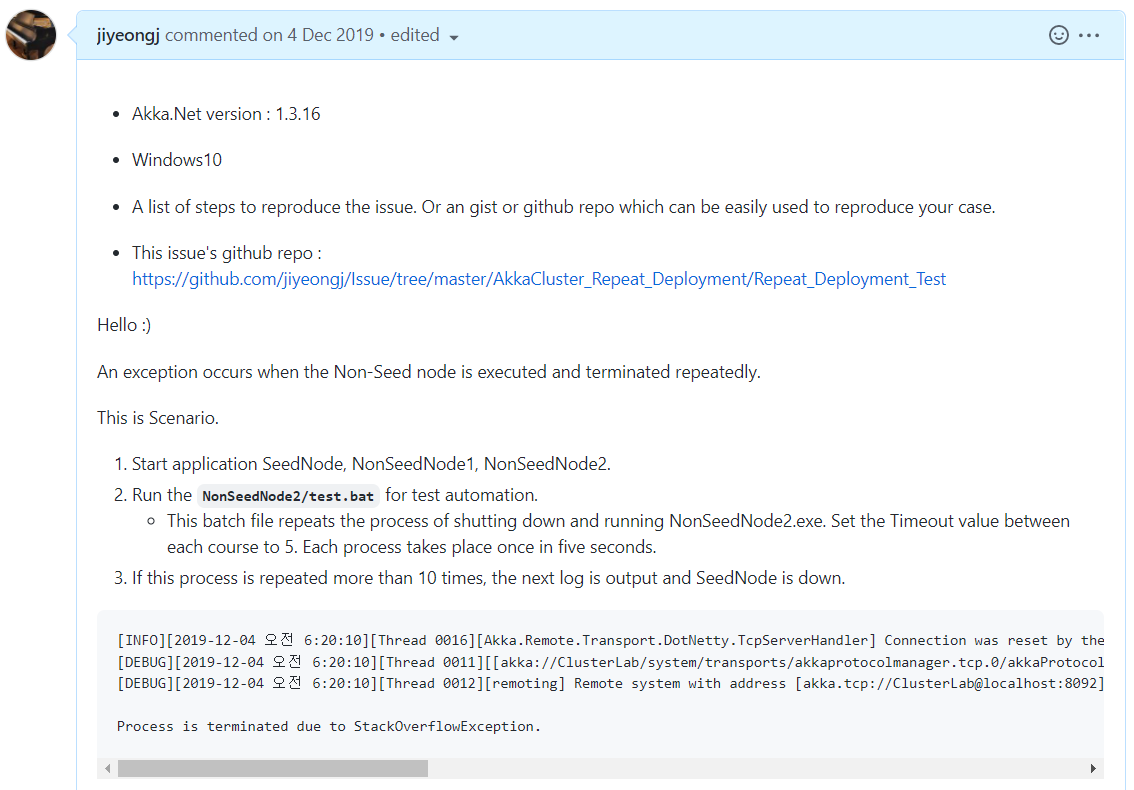 jiyeongj commented on 4 Dec 2019 • edited
• Akka.Net version : 1.3.16
• Windows10
• A list of steps to reproduce the issue. Or an gist or github repo which can be easily used to reproduce your case.
• This issue's github repo :
https://github.com/jiyeongj/Issue/tree/master/AkkaCluster_Repeat_Deployment/Repeat_Deployment_Test
Hello :)
An exception occurs when the Non-Seed node is executed and terminated repeatedly.
This is Scenario.
1. Start application SeedNode, NonSeedNode1, NonSeedNode2.
2. Run the NonSeedNode2/test.bat for test automation.
◦ This batch file repeats the process of shutting down and running NonSeedNode2.exe. Set the Timeout value between
each course to 5. Each process takes place once in five seconds.
3. If this process is repeated more than 10 times, the next log is output and SeedNode is down.
[INFO][2019-12-04 오전 6:20:10][Thread 0016][Akka.Remote.Transport.DotNetty.TcpServerHandler] Connection was reset by the
[DEBUG][2019-12-04 오전 6:20:10][Thread 0011][[akka://ClusterLab/system/transports/akkaprotocolmanager.tcp.0/akkaProtocol
[DEBUG][2019-12-04 오전 6:20:10][Thread 0012][remoting] Remote system with address [akka.tcp://ClusterLab@localhost:8092]
Process is terminated due to StackOverflowException.